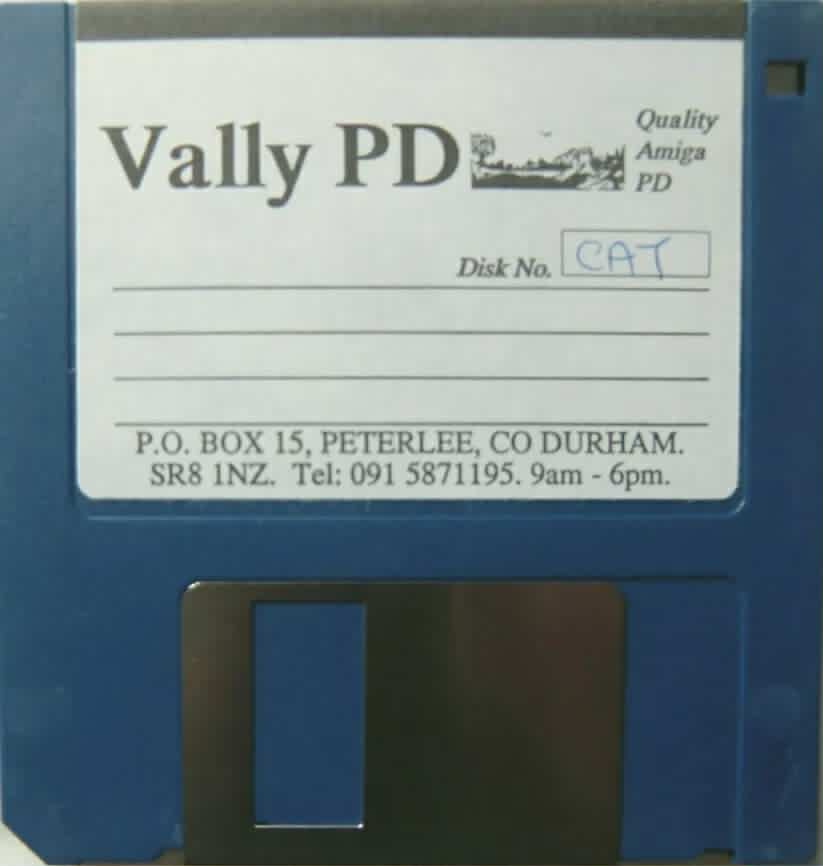 Vally PD
Quality
Amiga
PD
Disk No. CAT
P.O. BOX 15, PETERLEE, CO DURHAM.
SR8 1NZ. Tel: 091 5871195. 9am - 6pm.